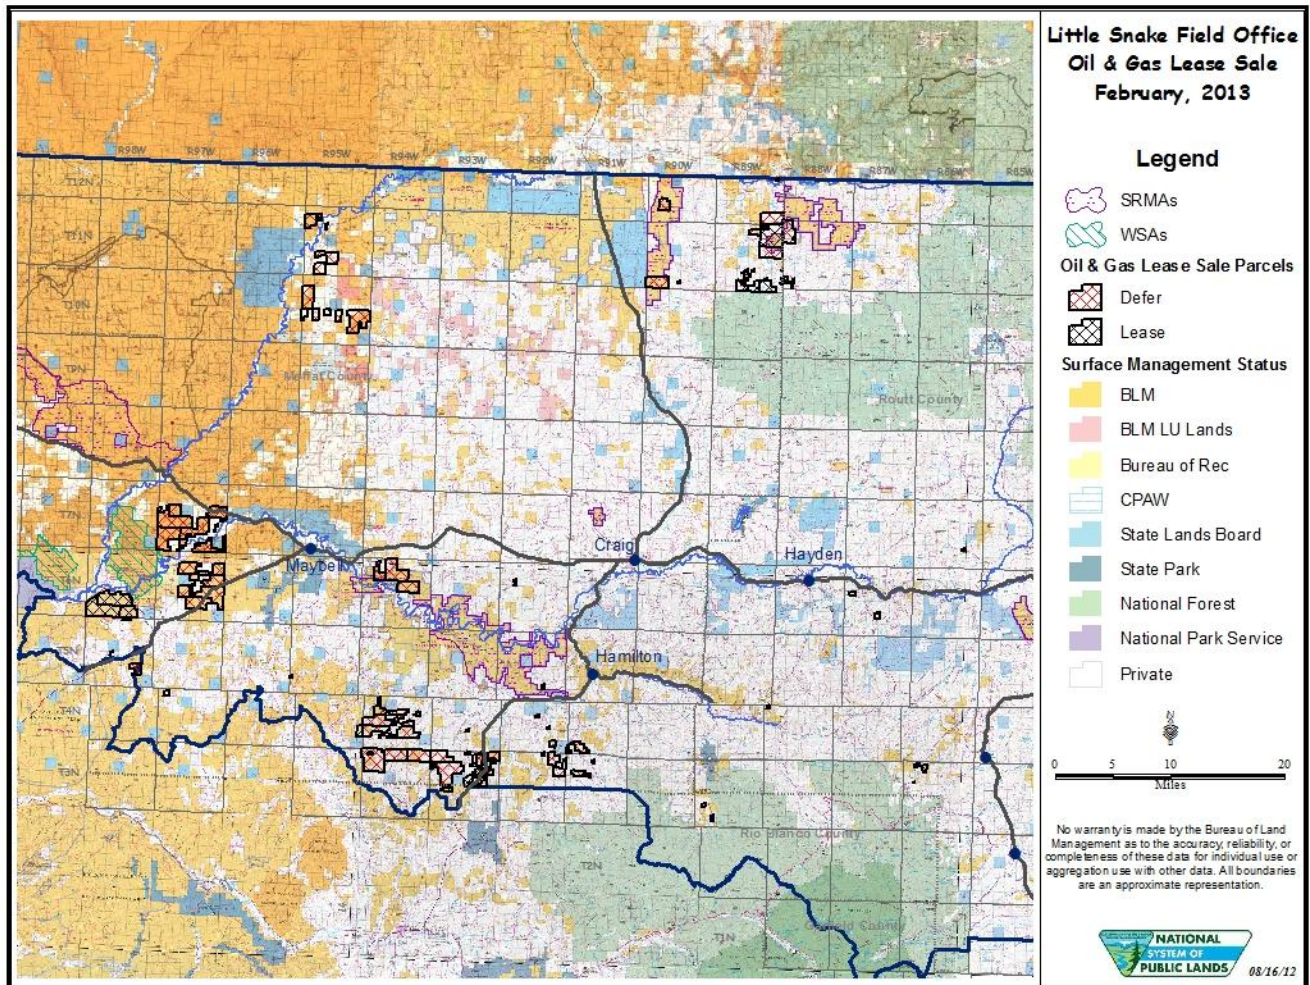 Little Snake Field Office
Oil & Gas Lease Sale
February, 2013
Legend
SRMAs
WSAs
Oil & Gas Lease Sale Parcels
Defer
Lease
Surface Management Status
BLM
BLM LU Lands
Bureau of Rec
CPAW
State Lands Board
State Park
National Forest
National Park Service
Private
N
0 5 10 20
Miles
No warranty is made by the Bureau of Land
Management as to the accuracy, reliability, or
completeness of these data for individual use or
aggregation use with other data. All boundaries
are an approximate representation.
NATIONAL
SYSTEM OF
PUBLIC LANDS
08/16/12
R98W R97W R96W R95W R94W R93W R92W R91W R90W R89W R88W R87W R86W R85W
T12N
T11N
T10N
T9N
Moffat County
Routt County
T7N
Craig
Hayden
Maybell
T6N
T5N
Hamilton
T4N
T3N
Rio Blanco County
T2N
Garfield County
T1N